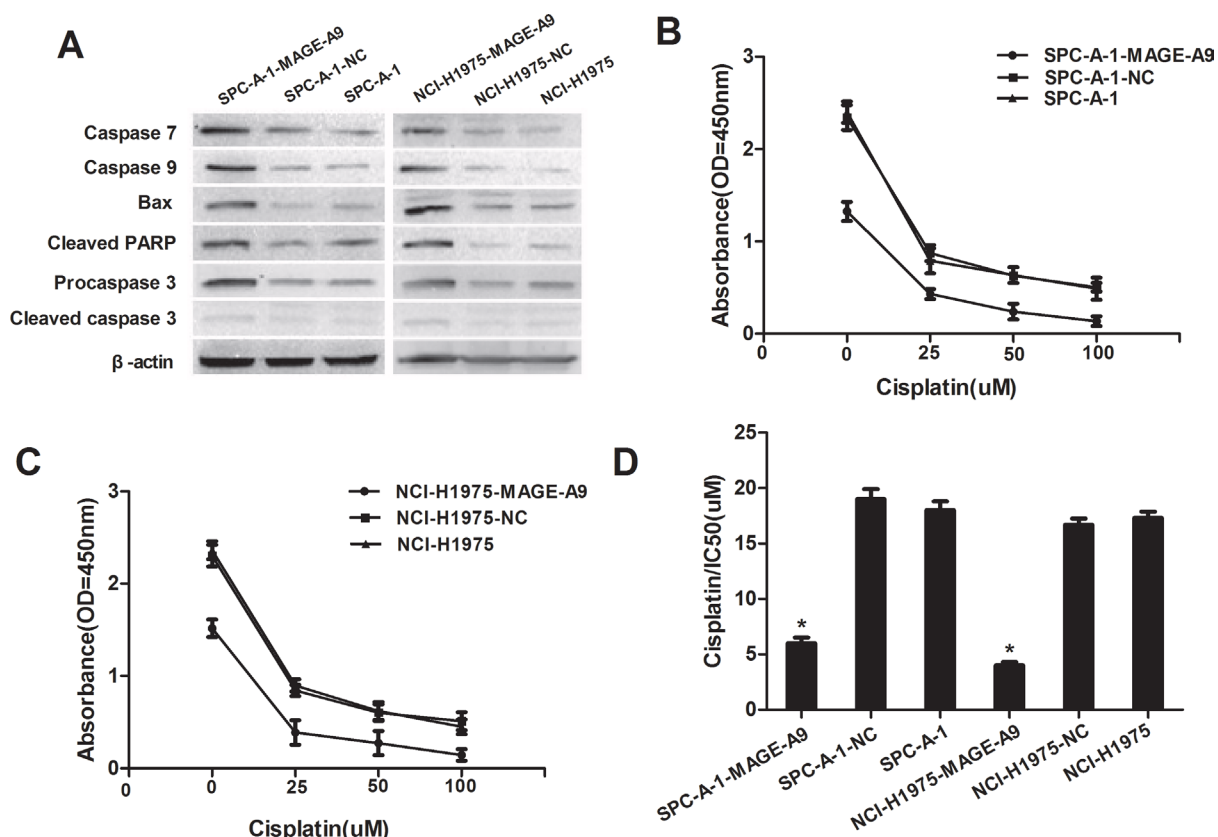 A
SPC-A-1-MAGE-A9
SPC-A-1-NC
SPC-A-1
NCI-H1975-MAGE-A9
NCI-H1975-NC
NCI-H1975
Caspase 7
Caspase 9
Bax
Cleaved PARP
Procaspase 3
Cleaved caspase 3
β -actin
B
SPC-A-1-MAGE-A9
SPC-A-1-NC
SPC-A-1
Absorbance(OD=450nm)
3
2
1
0
0 0 25 50 100
Cisplatin(uM)
C
NCI-H1975-MAGE-A9
NCI-H1975-NC
NCI-H1975
Absorbance(OD=450nm)
3
2
1
0
0 0 25 50 100
Cisplatin(uM)
D
Cisplatin/IC50(uM)
25
20
15
10
5
0
* *
SPC-A-1-MAGE-A9
SPC-A-1-NC
SPC-A-1
NCI-H1975-MAGE-A9
NCI-H1975-NC
NCI-H1975